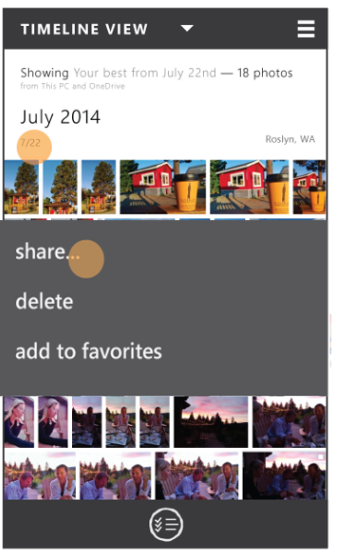 TIMELINE VIEW
Showing Your best from July 22nd — 18 photos
from This PC and OneDrive
July 2014
7/22
Roslyn, WA
share...
delete
add to favorites